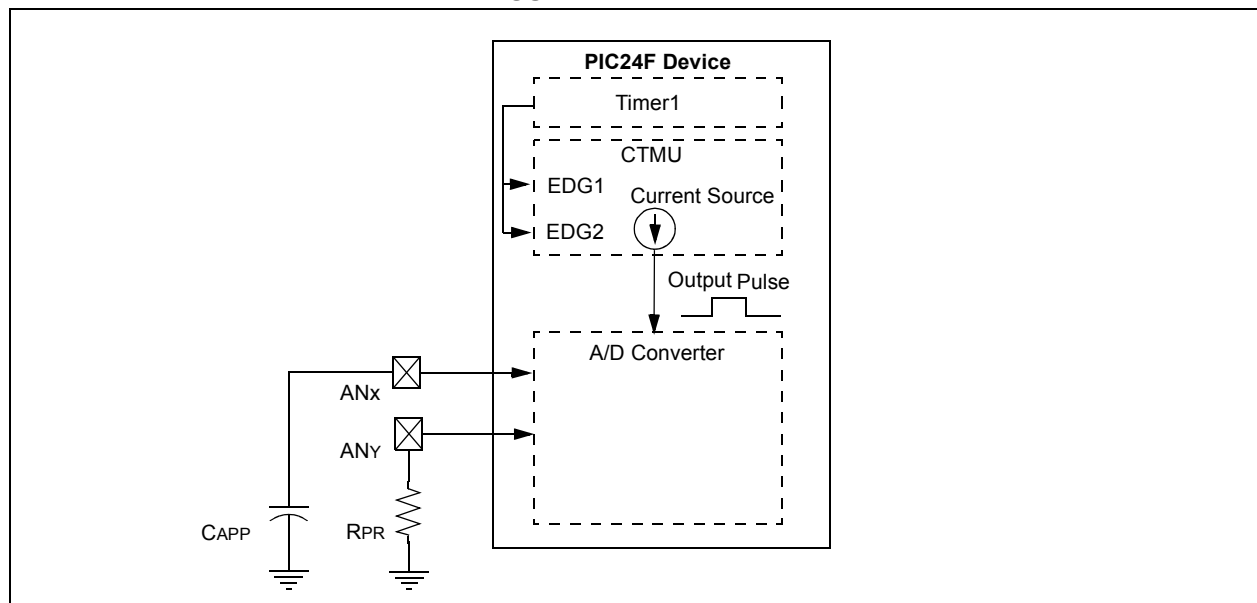 PIC24F Device
Timer1
CTMU
EDG1
Current Source
EDG2
Output Pulse
A/D Converter
ANx
ANY
CAPP
RPR